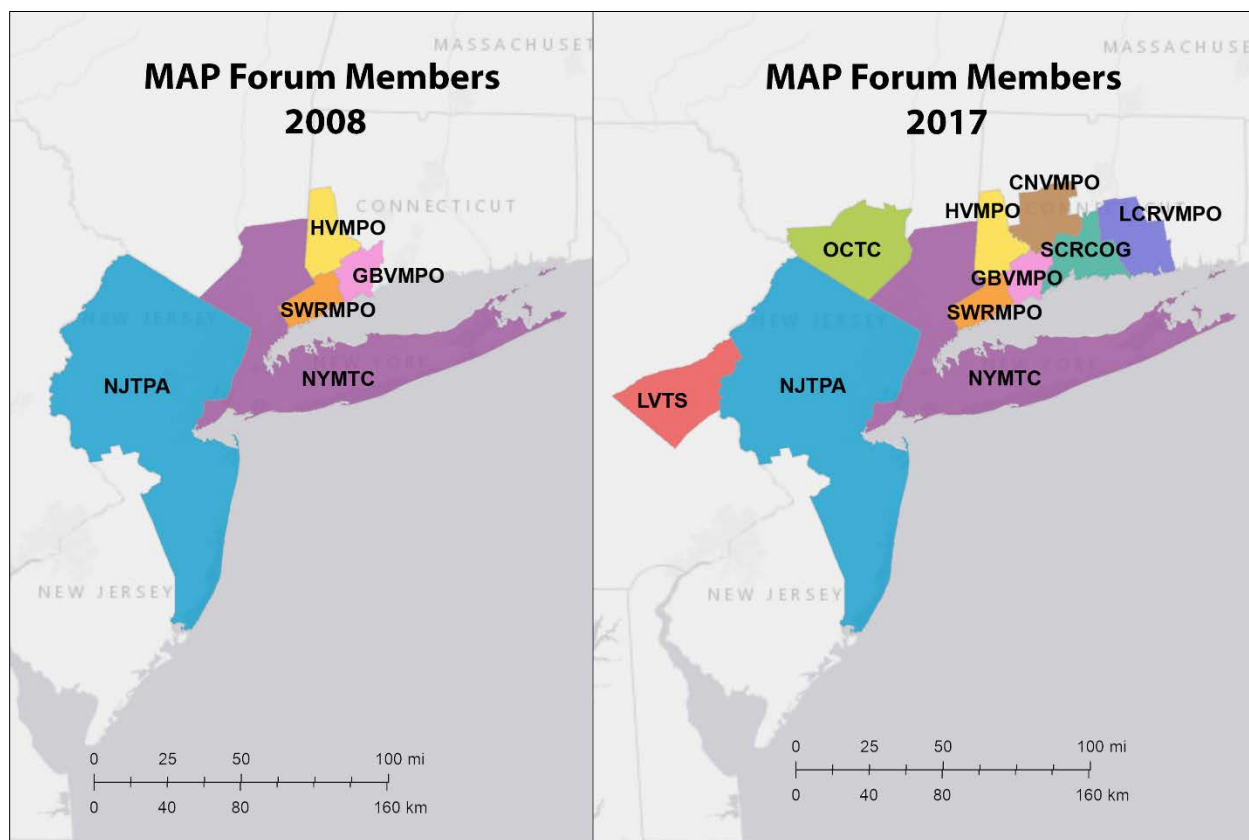 MASSACHUSET
MAP Forum Members
2008
HVMPO
CONNECTICUT
GBVMPO
SWRMPO
NEW JERSEY
NEW YORK
NJTPA
NYMTC
NEW JERSEY
0 25 50 100 mi
0 40 80 160 km
MASSACHUSET
MAP Forum Members
2017
CNVMPO
HVMPO
LCRVMPO
CONNECTICUT
OCTC
SCRCOG
GBVMPO
SWRMPO
NEW JERSEY
NEW YORK
LVTS
NJTPA
NYMTC
NEW JERSEY
0 25 50 100 mi
0 40 80 160 km